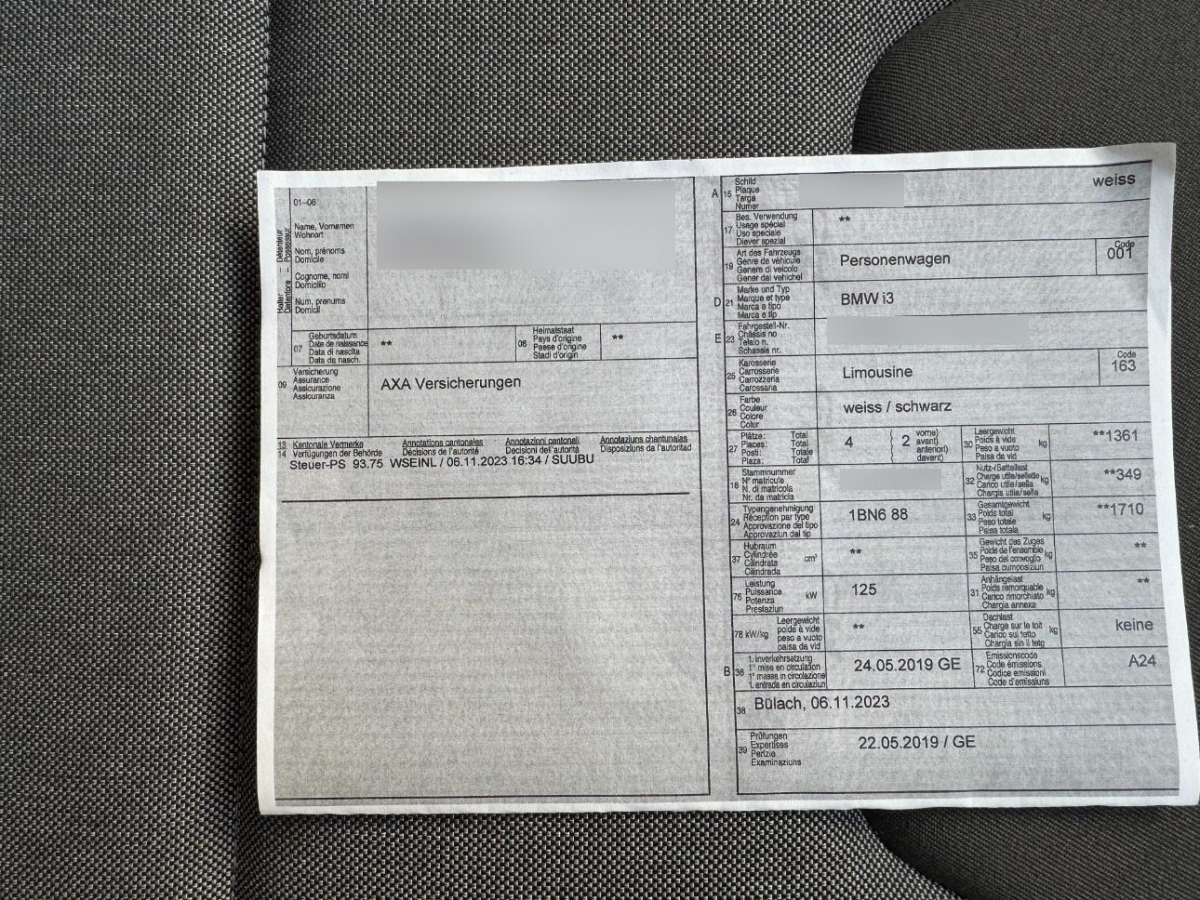 01-06
Halter – Détenteur
Detentore – Possessur
Name, Vornamen
Wohnort
Nom, prénoms
Domicile
Cognome, nomi
Domicilio
Num, prenums
Domicil
07 Geburtsdatum
Date de naissance
Data di nascita
Data da nasch.
**
08 Heimatstaat
Pays d'origine
Paese d'origine
Stadi d'origin
**
09 Versicherung
Assurance
Assicurazione
Assicuranza
AXA Versicherungen
13 Kantonale Vermerke Annotations cantonales Annotazioni cantonali Annotaziuns chantunalas
14 Verfügungen der Behörde Décisions de l'autorité Decisioni dell'autorità Disposiziuns da l'autoritad
Steuer-PS 93.75 WSEINL / 06.11.2023 16:34 / SUUBU
A 15 Schild
Plaque
Targa
Numer
weiss
17 Bes. Verwendung
Usage spécial
Uso speciale
Diever spezial
**
19 Art des Fahrzeugs
Genre de véhicule
Genere di veicolo
Gener dal vehichel
Personenwagen
Code
001
D 21 Marke und Typ
Marque et type
Marca e tipo
Marca e tip
BMW i3
E 23 Fahrgestell-Nr.
Châssis no
Telaio n.
Schassis nr.
25 Karosserie
Carrosserie
Carrozzeria
Carossaria
Limousine
Code
163
26 Farbe
Couleur
Colore
Color
weiss / schwarz
27 Plätze: Total
Places: Total
Posti: Totale
Plaza: Total
4 ( 2 vorne)
avant)
anteriori)
davant)
30 Leergewicht
Poids à vide
Peso a vuoto
Paisa da vid
kg
**1361
18 Stammnummer
N° matricule
N. di matricola
Nr. da matricla
32 Nutz-/Sattellast
Charge utile/sellette
Carico utile/sella
Chargia utile/sella
kg
**349
24 Typengenehmigung
Réception par type
Approvazione del tipo
Approvaziun dal tip
1BN6 88
33 Gesamtgewicht
Poids total
Peso totale
Paisa totala
kg
**1710
37 Hubraum
Cylindrée
Cilindrata
Cilindrada
cm³
**
35 Gewicht des Zuges
Poids de l'ensemble
Peso del convoglio
Paisa cumposiziun
kg
**
76 Leistung
Puissance
Potenza
Prestaziun
kW
125
31 Anhängelast
Poids remorquable
Carico rimorchiato
Chargia annexa
kg
**
78 kW/kg
Leergewicht
poids à vide
peso a vuoto
paisa da vid
**
55 Dachlast
Charge sur le toit
Carico sul tetto
Chargia sin il tetg
kg
keine
B 36 1. Inverkehrsetzung
1re mise en circulation
1a messa in circolazione
1. entrada en circulaziun
24.05.2019 GE
72 Emissionscode
Code émissions
Codice emissioni
Code d'emissiuns
A24
38 Bülach, 06.11.2023
39 Prüfungen
Expertises
Perizie
Examinaziuns
22.05.2019 / GE